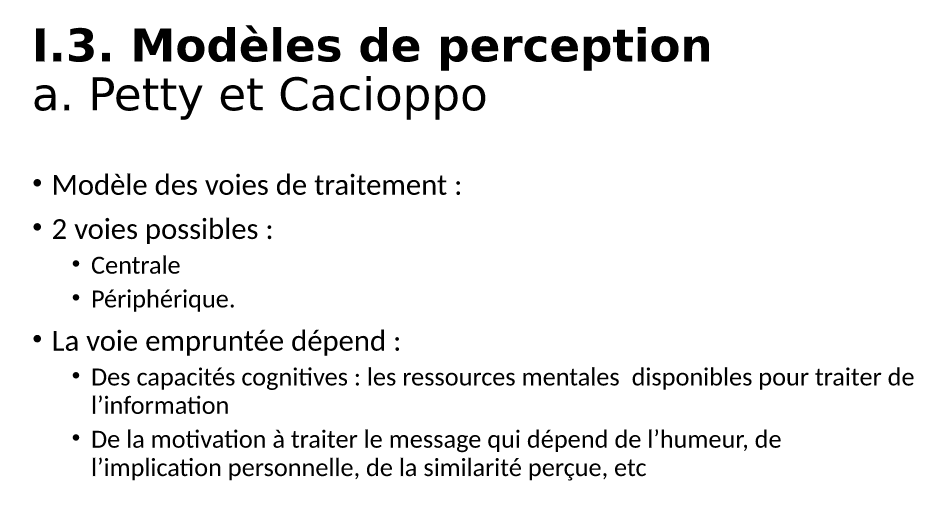 I.3. Modèles de perception
a. Petty et Cacioppo
• Modèle des voies de traitement :
• 2 voies possibles :
• Centrale
• Périphérique.
• La voie empruntée dépend :
• Des capacités cognitives : les ressources mentales  disponibles pour traiter de
l’information
• De la motivation à traiter le message qui dépend de l’humeur, de
l’implication personnelle, de la similarité perçue, etc